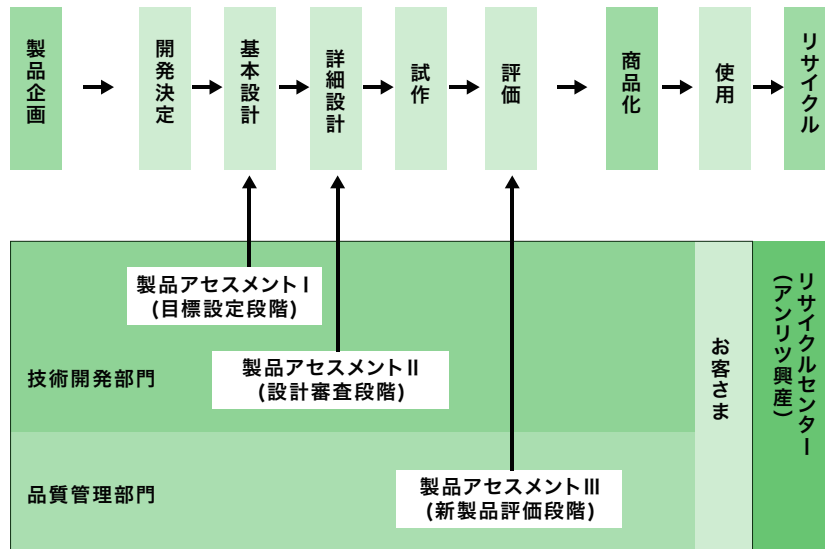 製品企画
開発決定
基本設計
詳細設計
試作
評価
商品化
使用
リサイクル
製品アセスメントⅠ
(目標設定段階)
技術開発部門
製品アセスメントⅡ
(設計審査段階)
品質管理部門
製品アセスメントⅢ
(新製品評価段階)
お客さま
リサイクルセンター
(アンリツ興産)